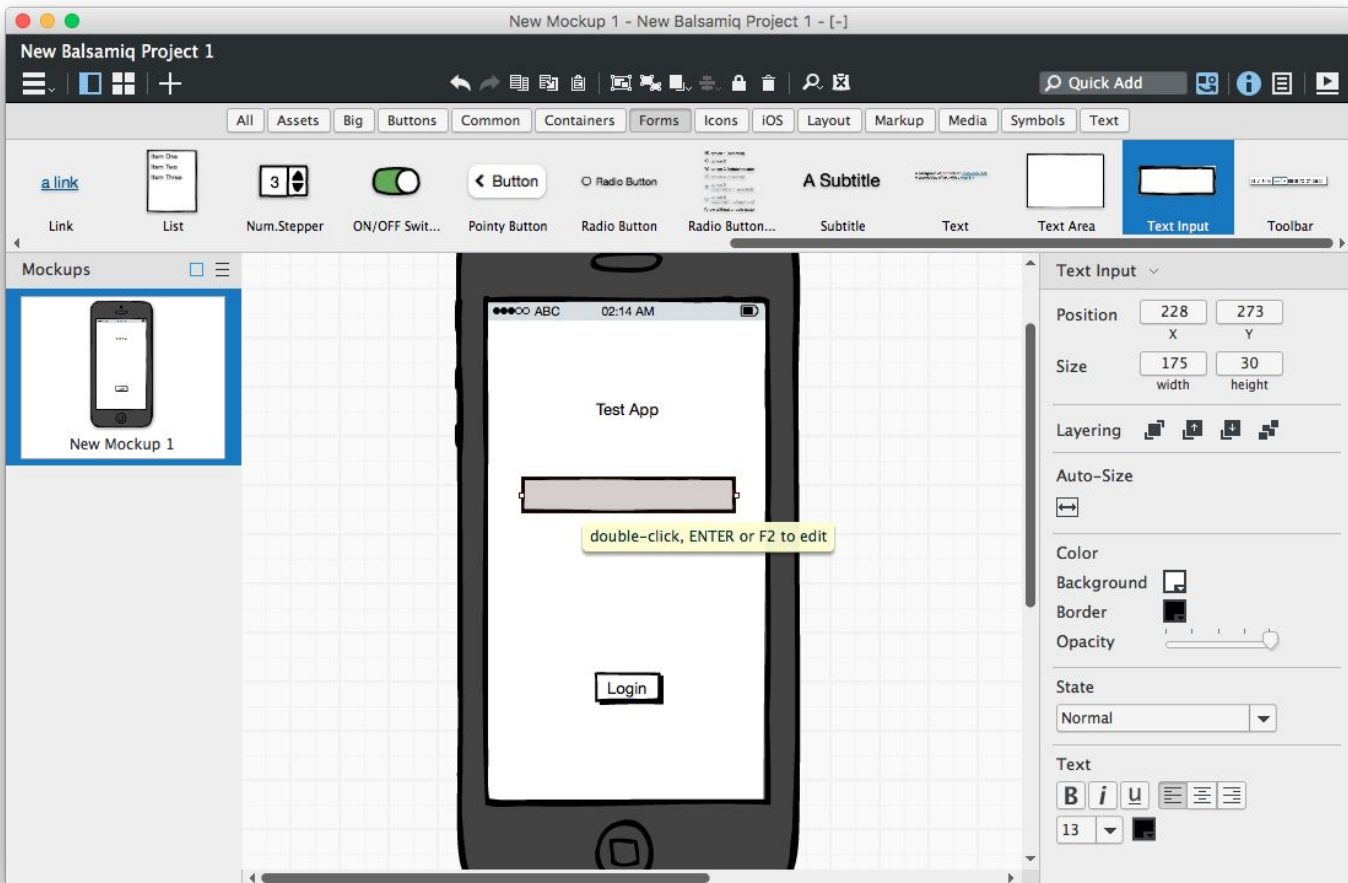 New Mockup 1 - New Balsamiq Project 1 - [-]
New Balsamiq Project 1
Quick Add
All Assets Big Buttons Common Containers Forms Icons iOS Layout Markup Media Symbols Text
a link
Item One
Item Two
Item Three
3
Button
Radio Button
A Subtitle
Link List Num.Stepper ON/OFF Swit... Pointy Button Radio Button Radio Button... Subtitle Text Text Area Text Input Toolbar
Mockups
New Mockup 1
ABC 02:14 AM
Test App
double-click, ENTER or F2 to edit
Login
Text Input
Position 228 273
X Y
Size 175 30
width height
Layering
Auto-Size
Color
Background
Border
Opacity
State
Normal
Text
B i U
13